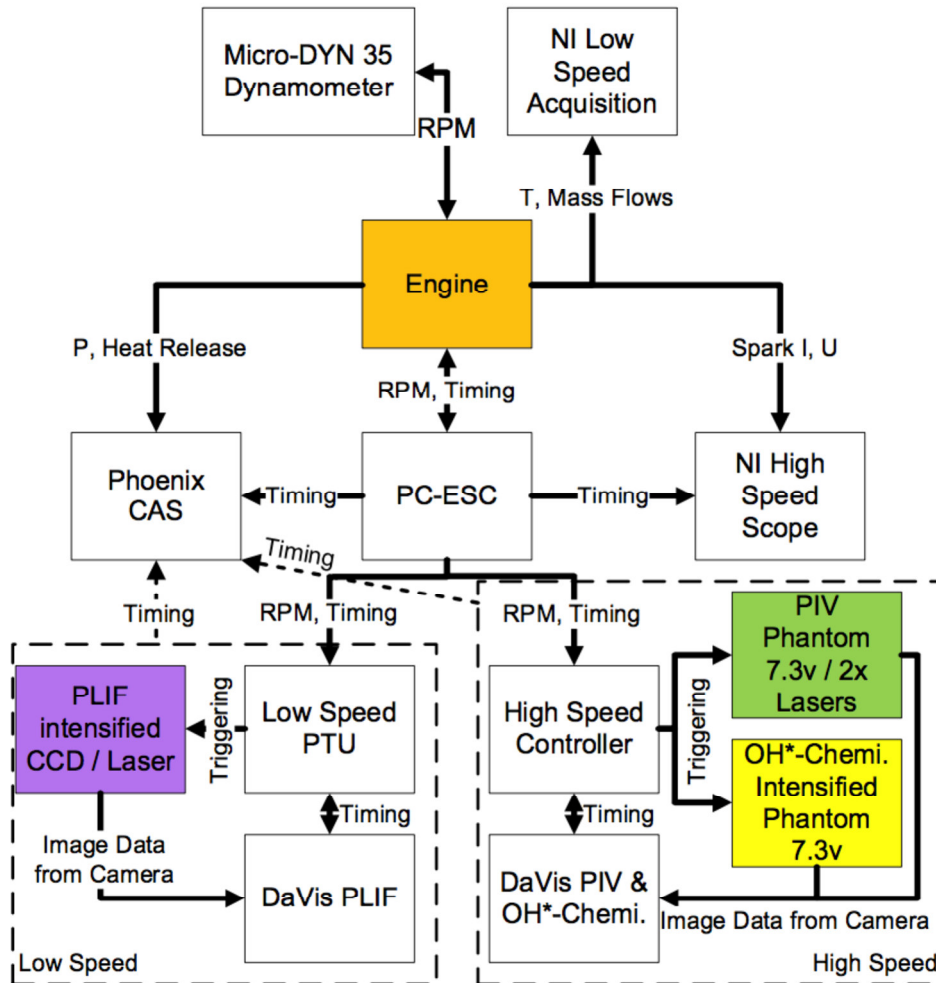 Micro-DYN 35
Dynamometer
NI Low
Speed
Acquisition
RPM
T, Mass Flows
Engine
P, Heat Release
Spark I, U
RPM, Timing
Phoenix
CAS
Timing
PC-ESC
Timing
NI High
Speed
Scope
Timing
Timing
RPM, Timing
RPM, Timing
PLIF
intensified
CCD / Laser
Triggering
Low Speed
PTU
High Speed
Controller
Triggering
PIV
Phantom
7.3v / 2x
Lasers
OH*-Chemi.
Intensified
Phantom
7.3v
Timing
Timing
Image Data
from Camera
DaVis PLIF
DaVis PIV &
OH*-Chemi.
Image Data from Camera
Low Speed
High Speed